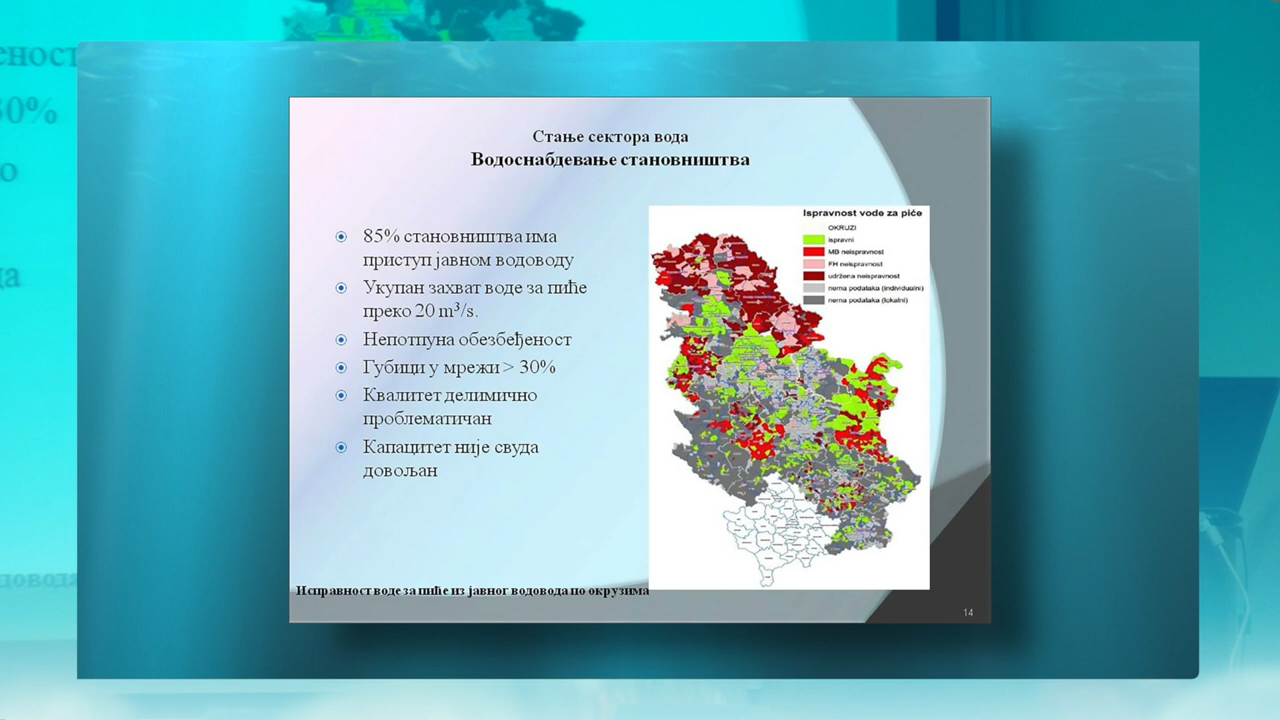 Стање сектора вода
Водоснабдевање становништва
85% становништва има
приступ јавном водоводу
Укупан захват воде за пиће
преко 20 m³/s.
Непотпуна обезбеђеност
Губици у мрежи > 30%
Квалитет делимично
проблематичан
Капацитет није свуда
довољан
Ispravnost vode za piće
OKRUZI
ispravni
MB neispravnost
FH neispravnost
udržena neispravnost
nema podataka (individualni)
nema podataka (lokalni)
Исправност воде за пиће из јавног водовода по окрузима
14